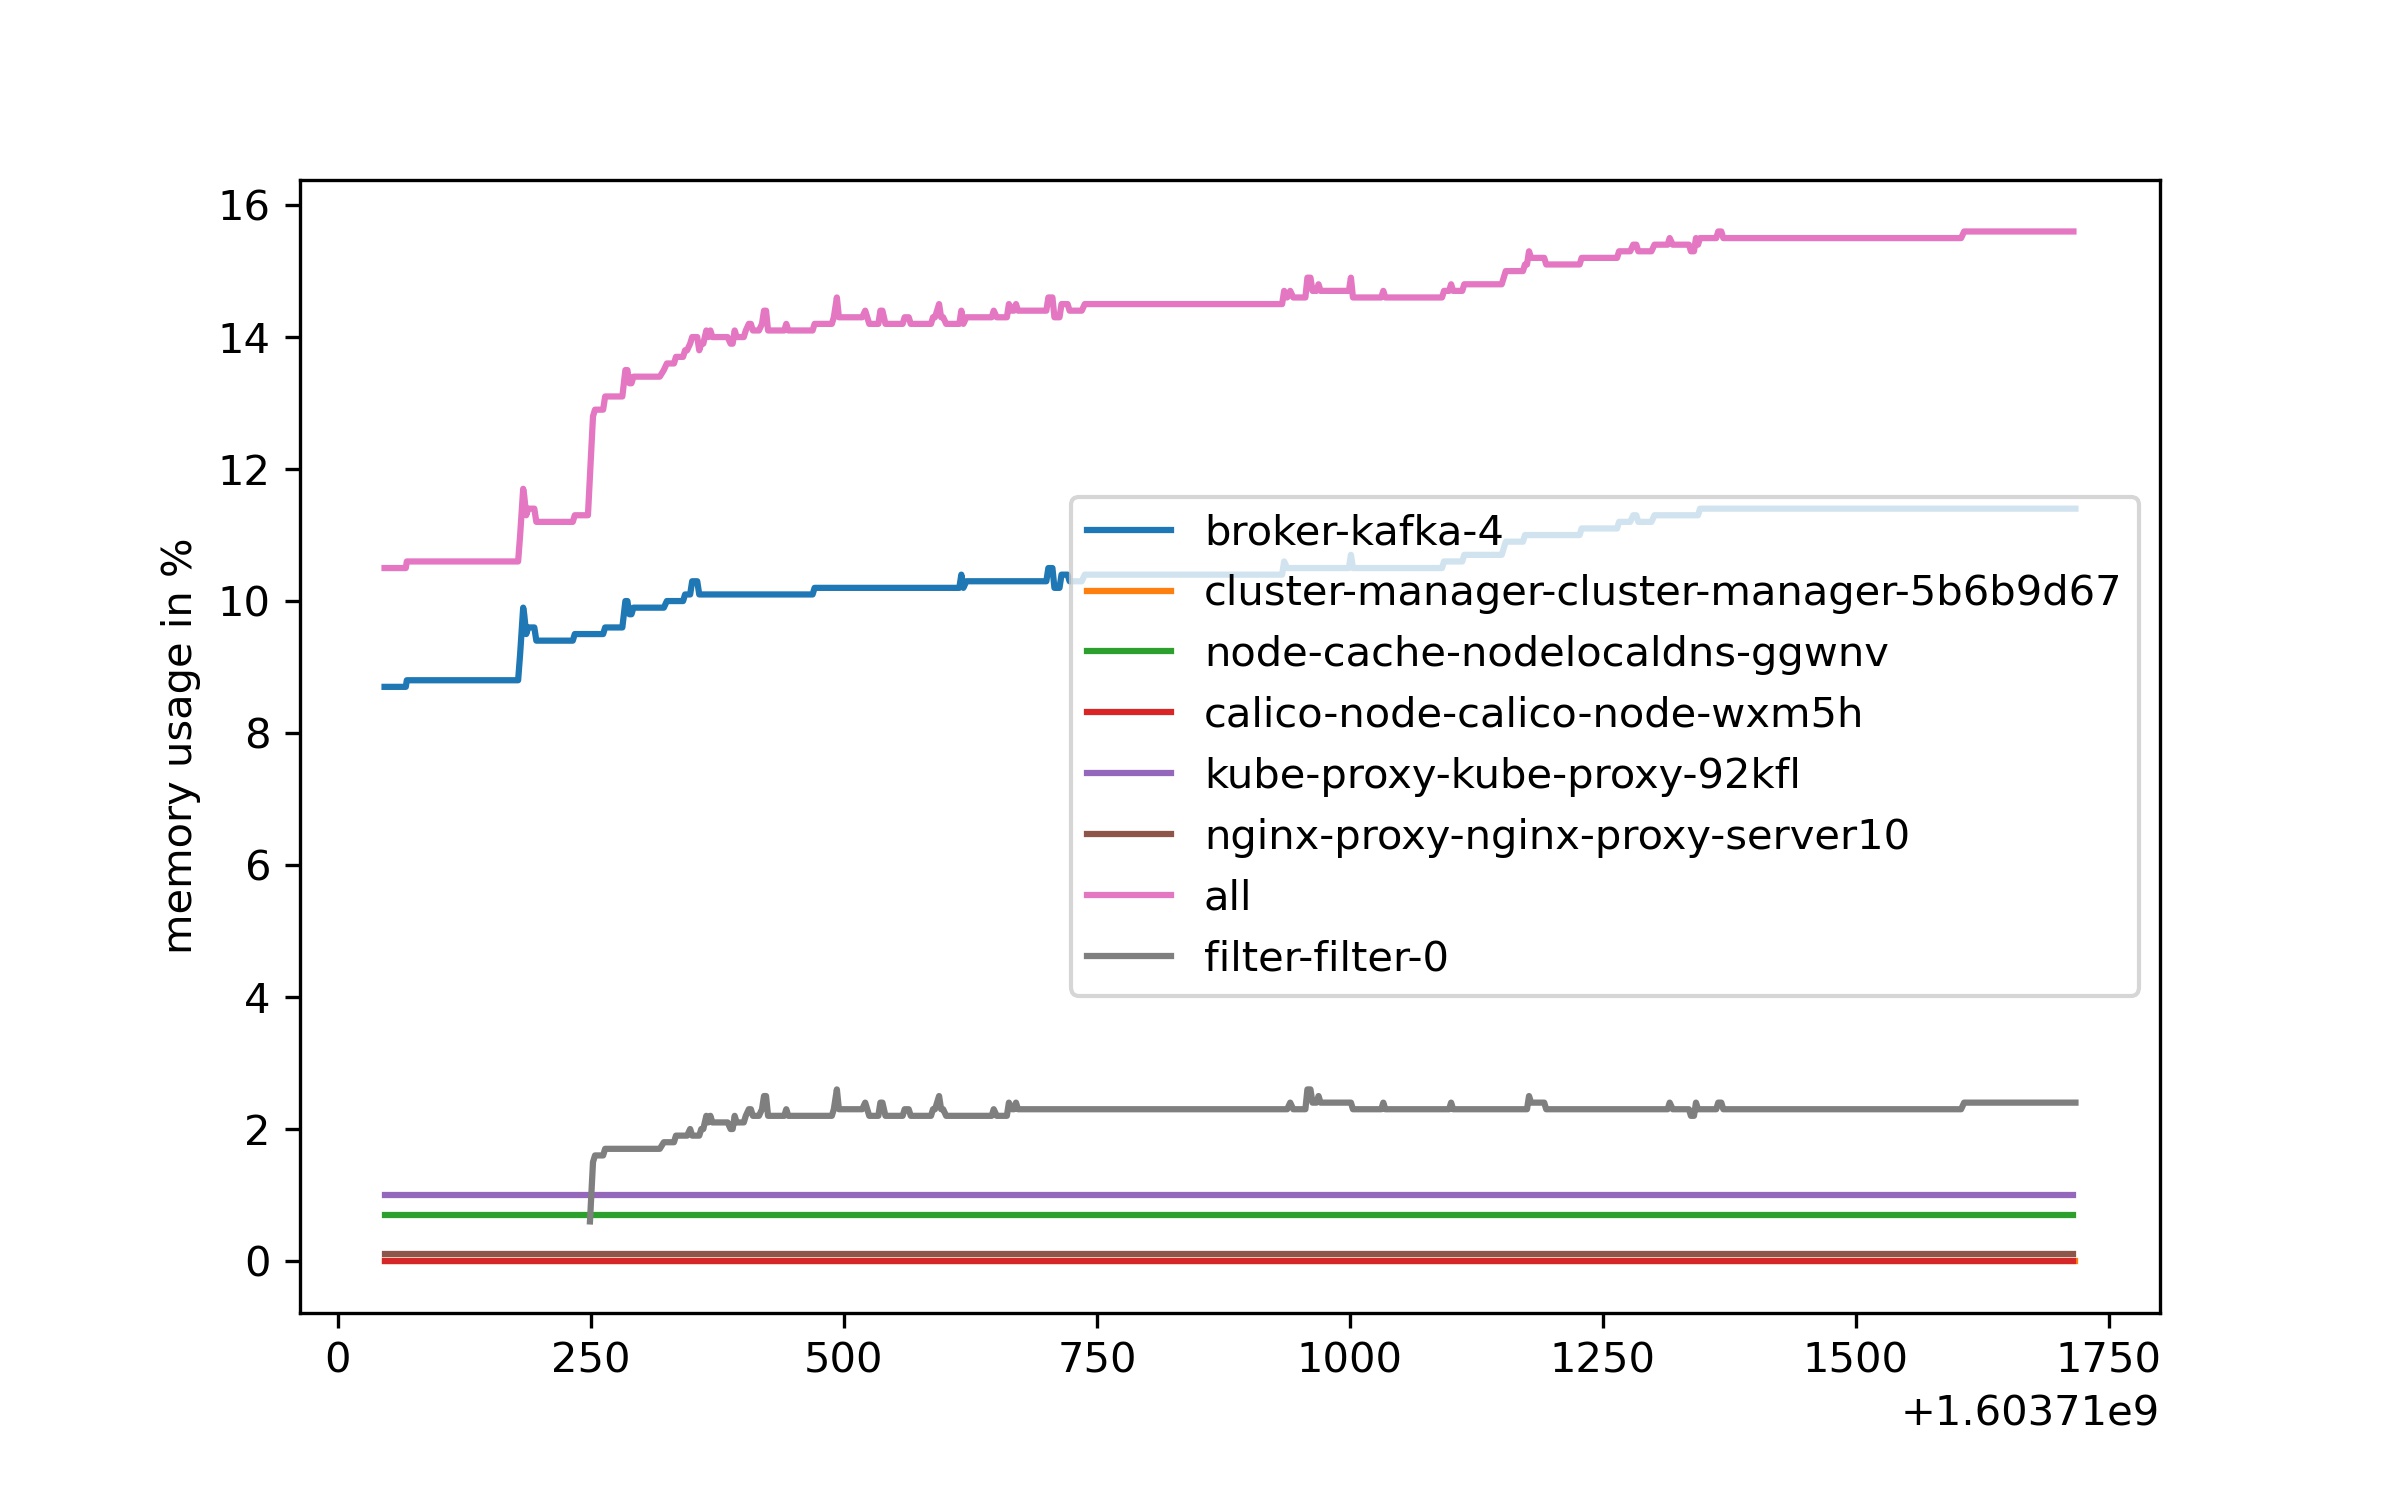 memory usage in %
16
14
12
10
8
6
4
2
0
broker-kafka-4
cluster-manager-cluster-manager-5b6b9d67
node-cache-nodelocaldns-ggwnv
calico-node-calico-node-wxm5h
kube-proxy-kube-proxy-92kfl
nginx-proxy-nginx-proxy-server10
all
filter-filter-0
0 250 500 750 1000 1250 1500 1750
+1.60371e9